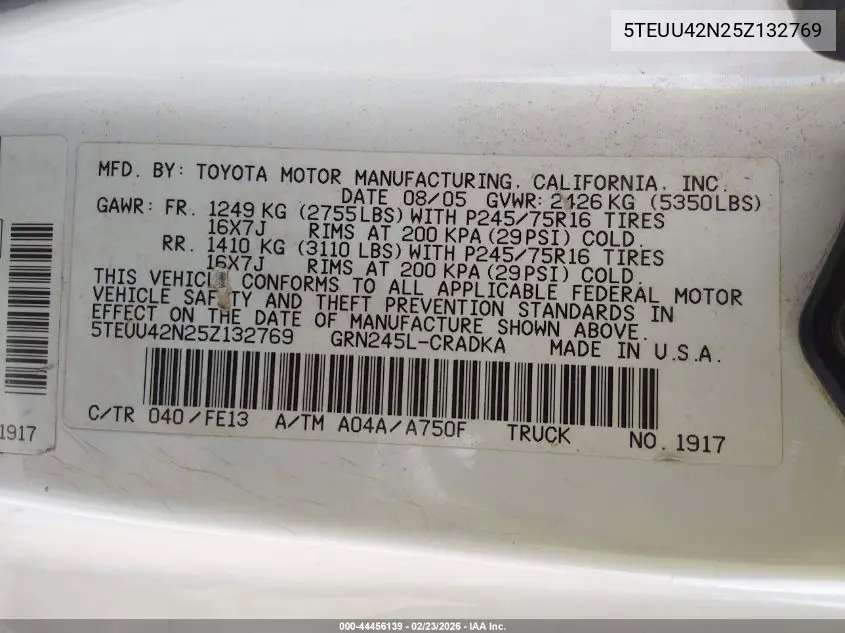 5TEUU42N25Z132769
MFD. BY: TOYOTA MOTOR MANUFACTURING. CALIFORNIA. INC.
DATE 08/05 GVWR: 2426 KG (5350LBS)
GAWR: FR. 1249 KG (2755LBS) WITH P245/75R16 TIRES
16X7J RIMS AT 200 KPA (29PSI) COLD.
RR. 1410 KG (3110 LBS) WITH P245/75R16 TIRES
16X7J RIMS AT 200 KPA (29PSI) COLD.
THIS VEHICLE CONFORMS TO ALL APPLICABLE FEDERAL MOTOR
VEHICLE SAFETY AND THEFT PREVENTION STANDARDS IN
EFFECT ON THE DATE OF MANUFACTURE SHOWN ABOVE.
5TEUU42N25Z132769 GRN245L-CRADKA MADE IN U.S.A.
C/TR 040/FE13 A/TM A04A/A750F TRUCK NO. 1917
1917
000-44456139 - 02/23/2026 - IAA Inc.